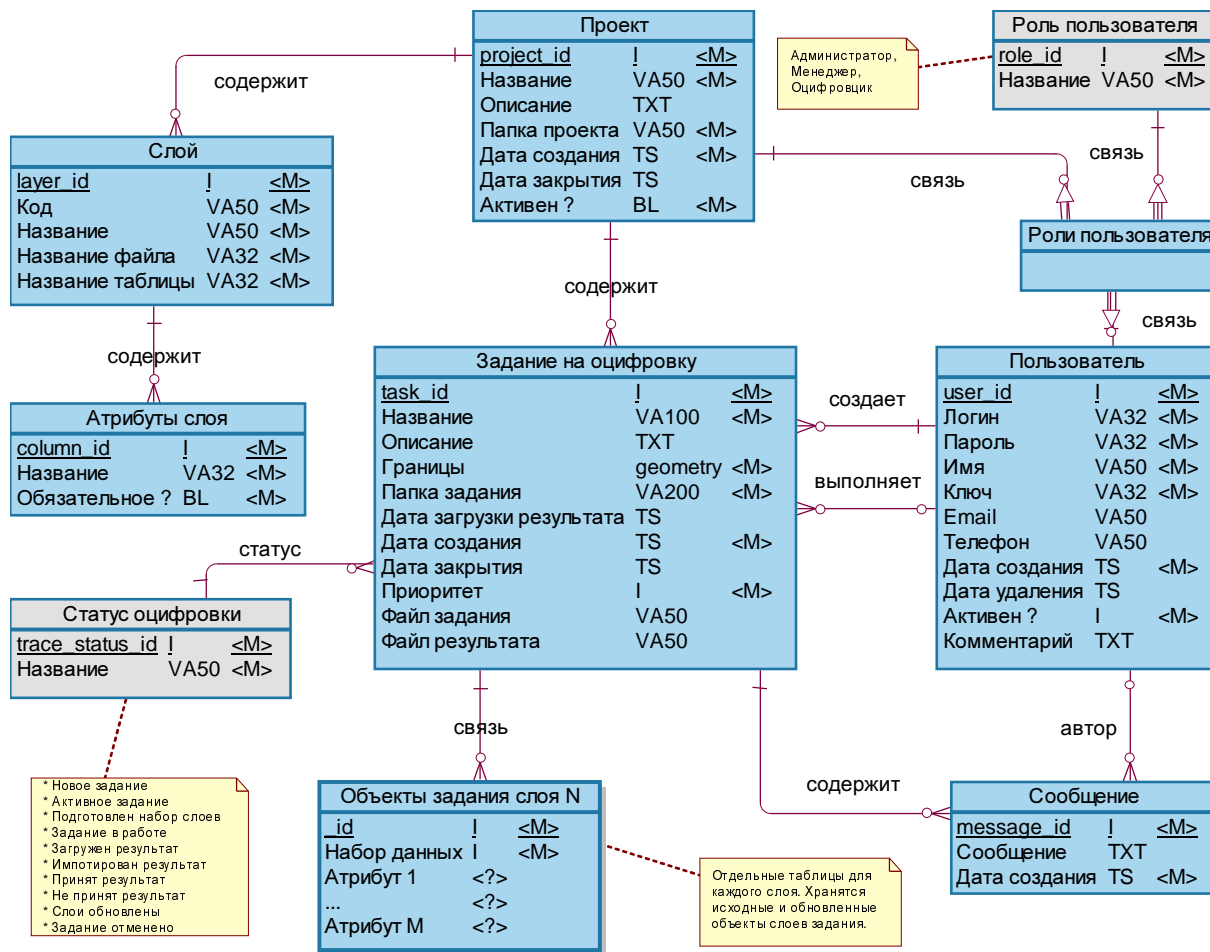 Проект
project_id I <M>
Название VA50 <M>
Описание TXT
Папка проекта VA50 <M>
Дата создания TS <M>
Дата закрытия TS
Активен ? BL <M>
Администратор,
Менеджер,
Оцифровщик
Роль пользователя
role_id I <M>
Название VA50 <M>
содержит
связь
связь
Слой
layer_id I <M>
Код VA50 <M>
Название VA50 <M>
Название файла VA32 <M>
Название таблицы VA32 <M>
Роли пользователя
содержит
связь
содержит
Атрибуты слоя
column_id I <M>
Название VA32 <M>
Обязательное ? BL <M>
Задание на оцифровку
task_id I <M>
Название VA100 <M>
Описание TXT
Границы geometry <M>
Папка задания VA200 <M>
Дата загрузки результата TS
Дата создания TS <M>
Дата закрытия TS
Приоритет I <M>
Файл задания VA50
Файл результата VA50
создает
выполняет
Пользователь
user_id I <M>
Логин VA32 <M>
Пароль VA32 <M>
Имя VA50 <M>
Ключ VA32 <M>
Email VA50
Телефон VA50
Дата создания TS <M>
Дата удаления TS
Активен ? I <M>
Комментарий TXT
статус
Статус оцифровки
trace_status_id I <M>
Название VA50 <M>
* Новое задание
* Активное задание
* Подготовлен набор слоев
* Задание в работе
* Загружен результат
* Импотирован результат
* Принят результат
* Не принят результат
* Слои обновлены
* Задание отменено
связь
Объекты задания слоя N
_id I <M>
Набор данных I <M>
Атрибут 1 <?>
... <?>
Атрибут M <?>
Отдельные таблицы для
каждого слоя. Хранятся
исходные и обновленные
объекты слоев задания.
содержит
автор
Сообщение
message_id I <M>
Сообщение TXT
Дата создания TS <M>